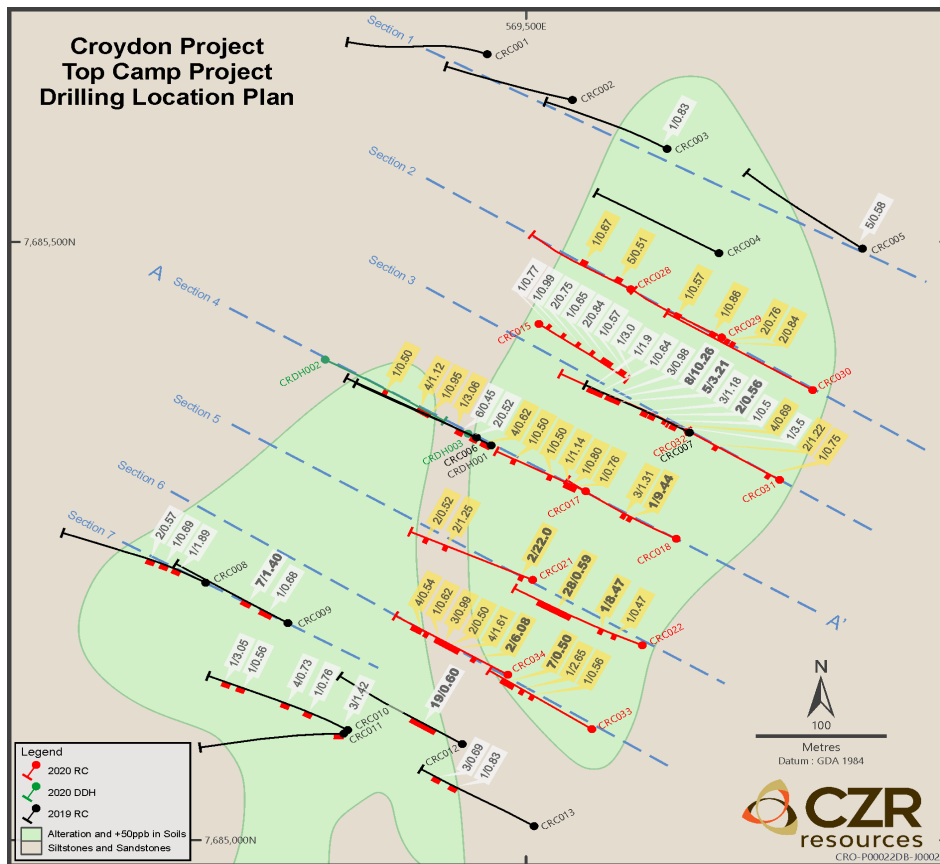 Croydon Project
Top Camp Project
Drilling Location Plan
569,500E
Section 1
CRC001
CRC002
CRC003
1/0.83
Section 2
CRC004
5/0.58
CRC005
7,685,500N
1/0.67
5/0.51
CRC028
1/0.57
1/0.86
CRC029
2/0.76
2/0.84
CRC030
Section 3
A
Section 4
1/0.77
1/0.99
2/0.75
1/0.65
2/0.84
1/0.57
1/3.0
1/1.9
1/0.64
3/0.98
8/10.26
5/3.21
3/1.18
2/0.56
1/0.5
1/3.5
4/0.69
2/1.22
1/0.75
CRC015
CRC032
CRC007
CRC031
CRDH002
1/0.50
4/1.12
1/0.95
1/3.06
6/0.45
2/0.52
4/0.62
1/0.50
1/0.50
1/1.14
1/0.80
1/0.76
CRDH003
CRC006
CRDH001
CRC017
3/1.31
1/9.44
CRC018
Section 5
Section 6
Section 7
2/0.57
1/0.69
1/1.89
CRC008
7/1.40
1/0.68
CRC009
2/0.52
2/1.25
2/22.0
CRC021
28/0.59
1/8.47
1/0.47
CRC022
A'
4/0.54
1/0.62
3/0.99
2/0.50
4/1.61
2/6.08
CRC034
7/0.50
1/2.65
1/0.56
CRC033
1/3.05
1/0.56
4/0.73
1/0.76
3/1.42
CRC010
CRC011
19/0.60
CRC012
3/0.69
1/0.83
CRC013
N
100
Metres
Datum : GDA 1984
Legend
2020 RC
2020 DDH
2019 RC
Alteration and +50ppb in Soils
Siltstones and Sandstones
7,685,000N
CZR
resources
CRO-P00022DB-J0002